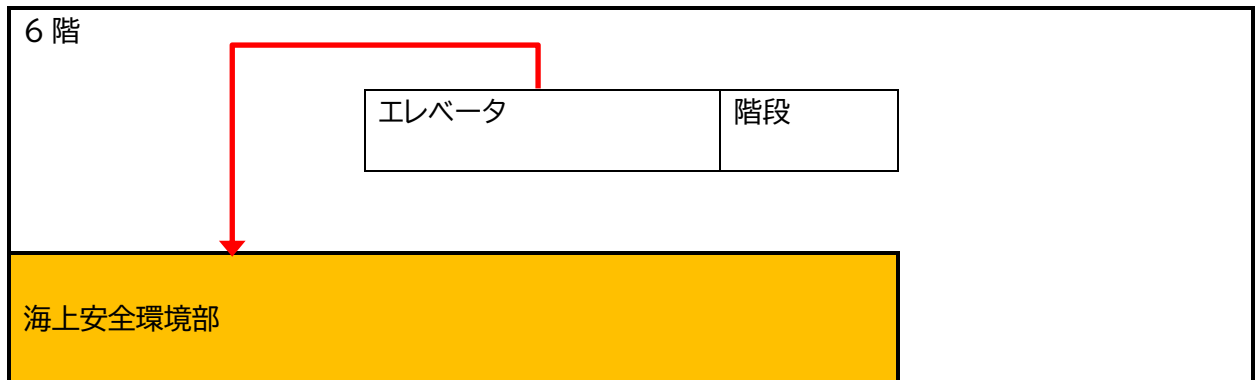 ６階
エレベータ
階段
海上安全環境部